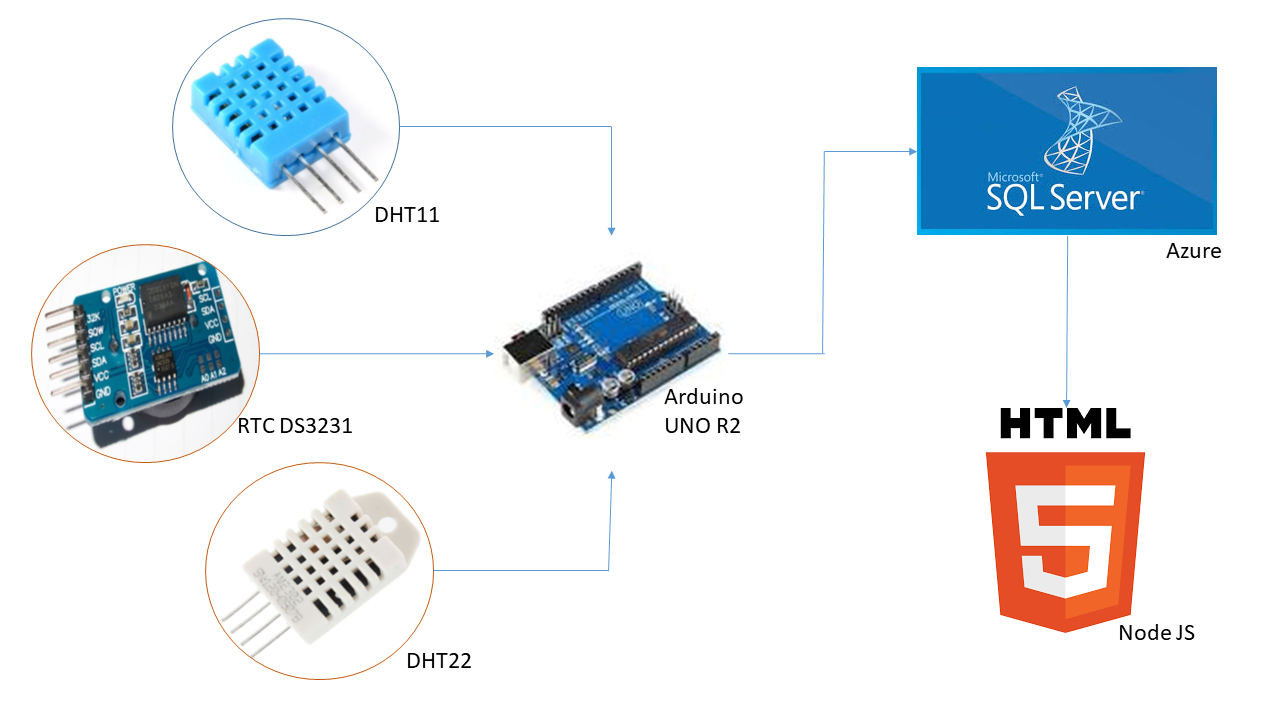 DHT11
POWER
32K
SQW
SCL
SDA
VCC
GND
SCL
SDA
VCC
GND
A0 A1 A2
RTC DS3231
DHT22
UNO
Arduino
UNO R2
Microsoft®
SQL Server®
Azure
HTML
5
Node JS